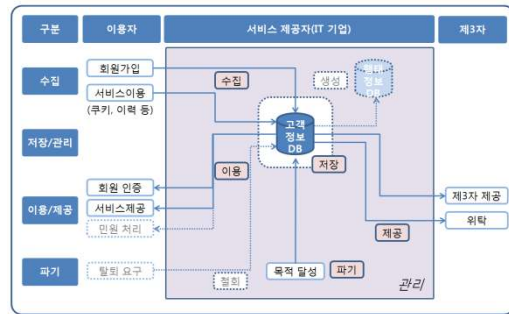 구분
이용자
서비스 제공자(IT 기업)
제3자
수집
회원가입
서비스이용
(쿠키, 이력 등)
수집
생성
정보
DB
고객
정보
DB
저장/관리
저장
이용
이용/제공
회원 인증
서비스제공
민원 처리
제3자 제공
위탁
제공
파기
탈퇴 요구
철회
목적 달성
파기
관리